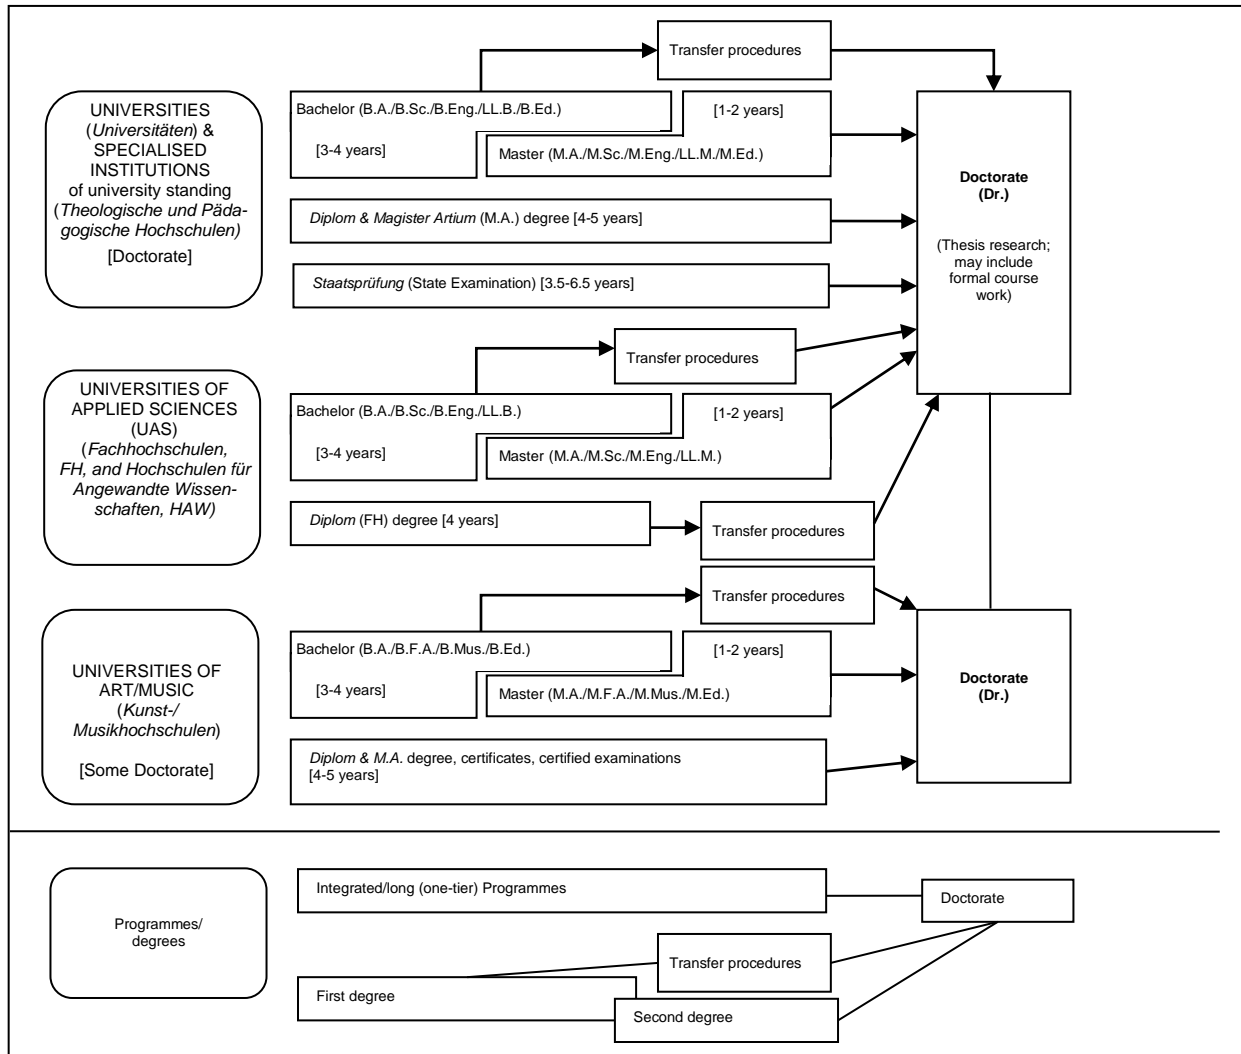 Transfer procedures
UNIVERSITIES
(Universitäten) &
SPECIALISED
INSTITUTIONS
of university standing
(Theologische und Päda-
gogische Hochschulen)
[Doctorate]
Bachelor (B.A./B.Sc./B.Eng./LL.B./B.Ed.)
[1-2 years]
[3-4 years]
Master (M.A./M.Sc./M.Eng./LL.M./M.Ed.)
Diplom & Magister Artium (M.A.) degree [4-5 years]
Staatsprüfung (State Examination) [3.5-6.5 years]
Doctorate
(Dr.)
(Thesis research;
may include
formal course
work)
Transfer procedures
UNIVERSITIES OF
APPLIED SCIENCES
(UAS)
(Fachhochschulen,
FH, and Hochschulen für
Angewandte Wissen-
schaften, HAW)
Bachelor (B.A./B.Sc./B.Eng./LL.B.)
[1-2 years]
[3-4 years]
Master (M.A./M.Sc./M.Eng./LL.M.)
Diplom (FH) degree [4 years]
Transfer procedures
Transfer procedures
UNIVERSITIES OF
ART/MUSIC
(Kunst-/
Musikhochschulen)
[Some Doctorate]
Bachelor (B.A./B.F.A./B.Mus./B.Ed.)
[1-2 years]
[3-4 years]
Master (M.A./M.F.A./M.Mus./M.Ed.)
Diplom & M.A. degree, certificates, certified examinations
[4-5 years]
Doctorate
(Dr.)
Programmes/
degrees
Integrated/long (one-tier) Programmes
Doctorate
Transfer procedures
First degree
Second degree